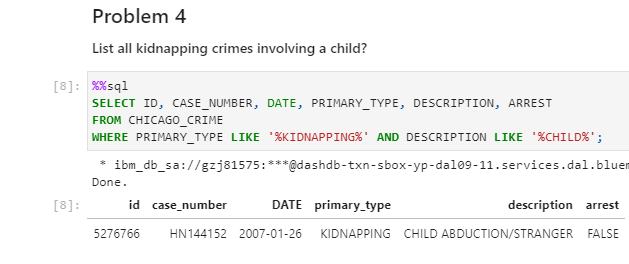 Problem 4
List all kidnapping crimes involving a child?
[8]: %%sql
SELECT ID, CASE_NUMBER, DATE, PRIMARY_TYPE, DESCRIPTION, ARREST
FROM CHICAGO_CRIME
WHERE PRIMARY_TYPE LIKE '%KIDNAPPING%' AND DESCRIPTION LIKE '%CHILD%';
* ibm_db_sa://gzj81575:***@dashdb-txn-sbox-yp-dal09-11.services.dal.bluem
Done.
[8]: id case_number DATE primary_type description arrest
5276766 HN144152 2007-01-26 KIDNAPPING CHILD ABDUCTION/STRANGER FALSE